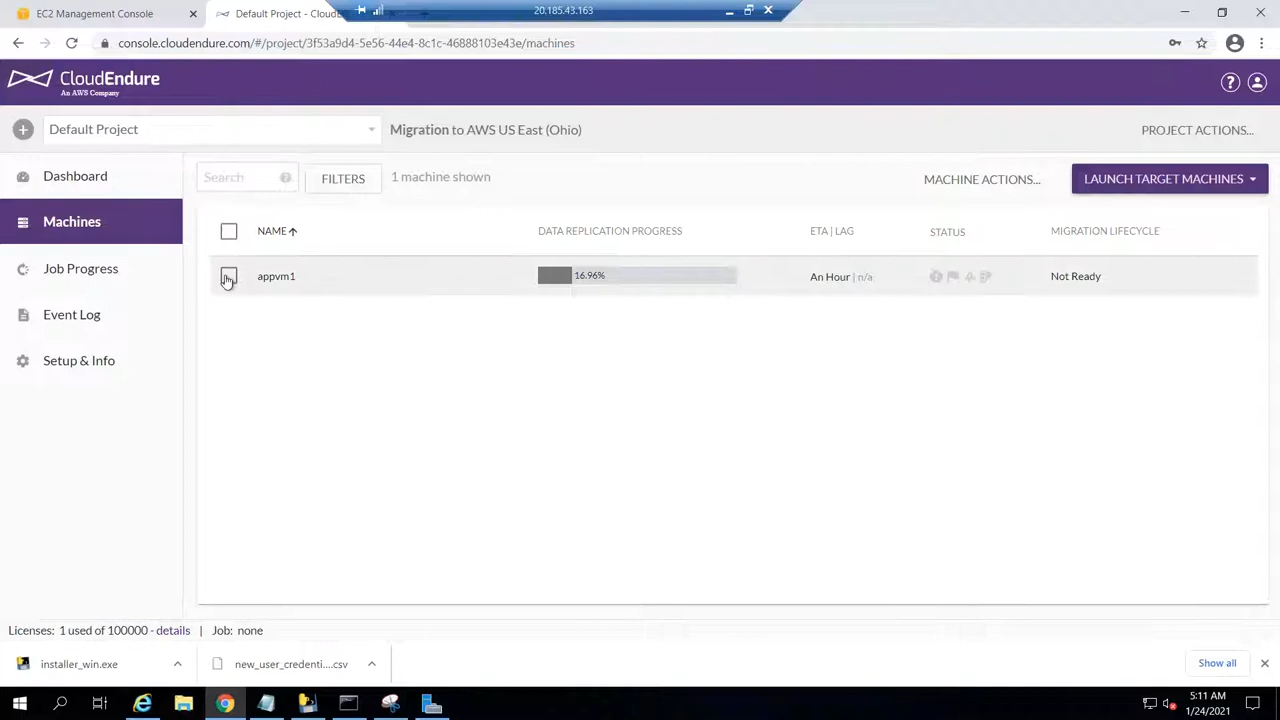 EC2 Management Console
Default Project - CloudEndure
20.185.43.163
console.cloudendure.com/#/project/3f53a9d4-5e56-44e4-8c1c-46888103e43e/machines
CloudEndure
An AWS Company
Default Project
Migration to AWS US East (Ohio)
PROJECT ACTIONS...
Dashboard
Machines
Job Progress
Event Log
Setup & Info
Search
FILTERS
1 machine shown
MACHINE ACTIONS...
LAUNCH TARGET MACHINES
NAME
DATA REPLICATION PROGRESS
ETA | LAG
STATUS
MIGRATION LIFECYCLE
appvm1
16.96%
An Hour | n/a
Not Ready
Licenses: 1 used of 100000 - details | Job: none
installer_win.exe
new_user_credenti....csv
Show all
5:11 AM
1/24/2021